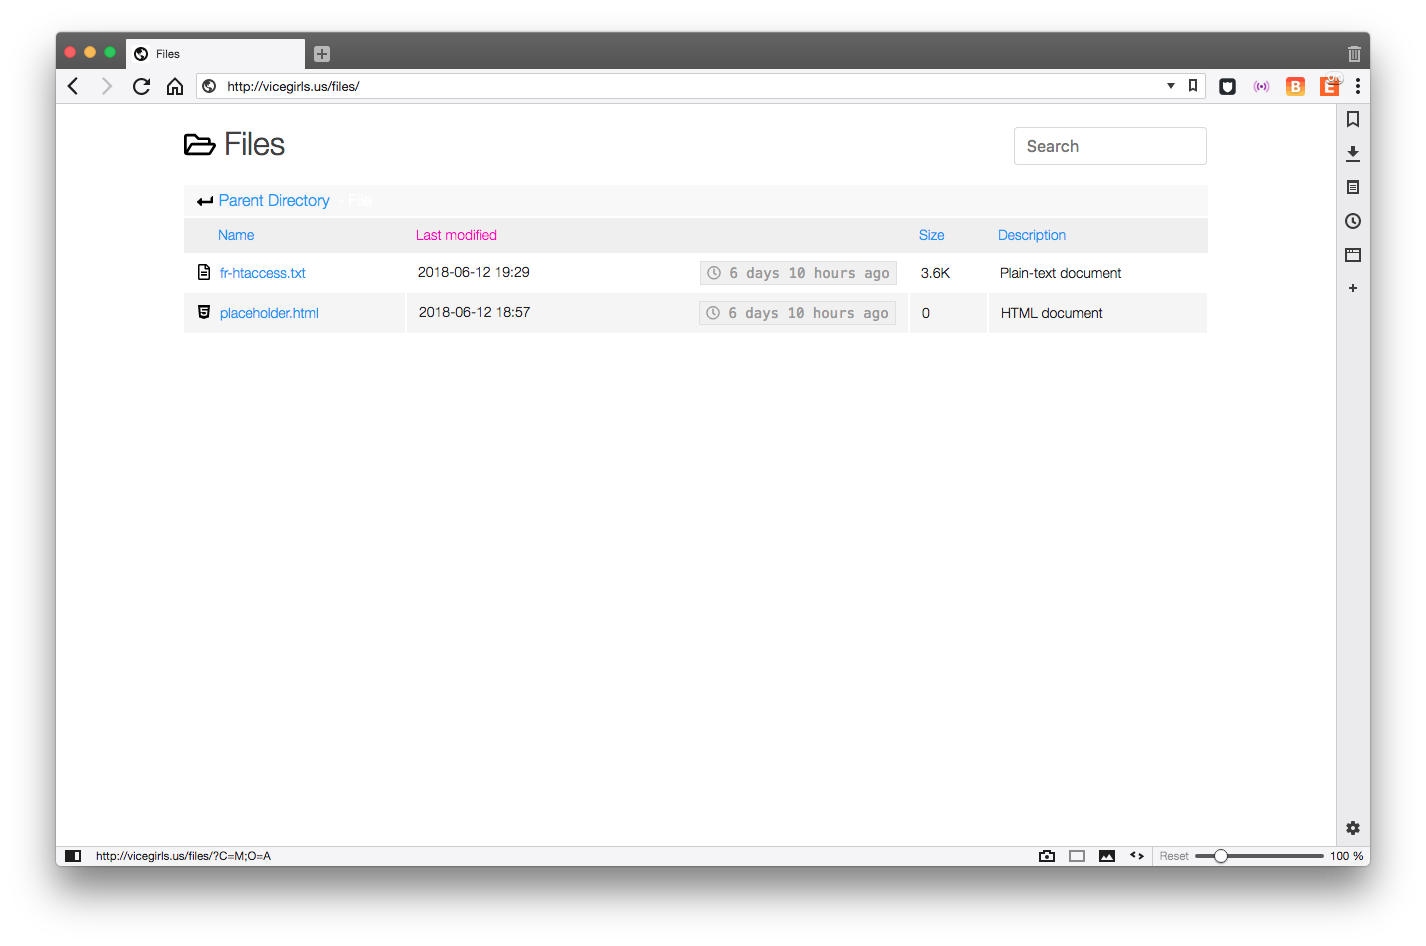 Files
http://vicegirls.us/files/
B
E
Files
Search
Parent Directory - File
Name Last modified Size Description
fr-htaccess.txt 2018-06-12 19:29 6 days 10 hours ago 3.6K Plain-text document
placeholder.html 2018-06-12 18:57 6 days 10 hours ago 0 HTML document
http://vicegirls.us/files/?C=M;O=A Reset 100 %